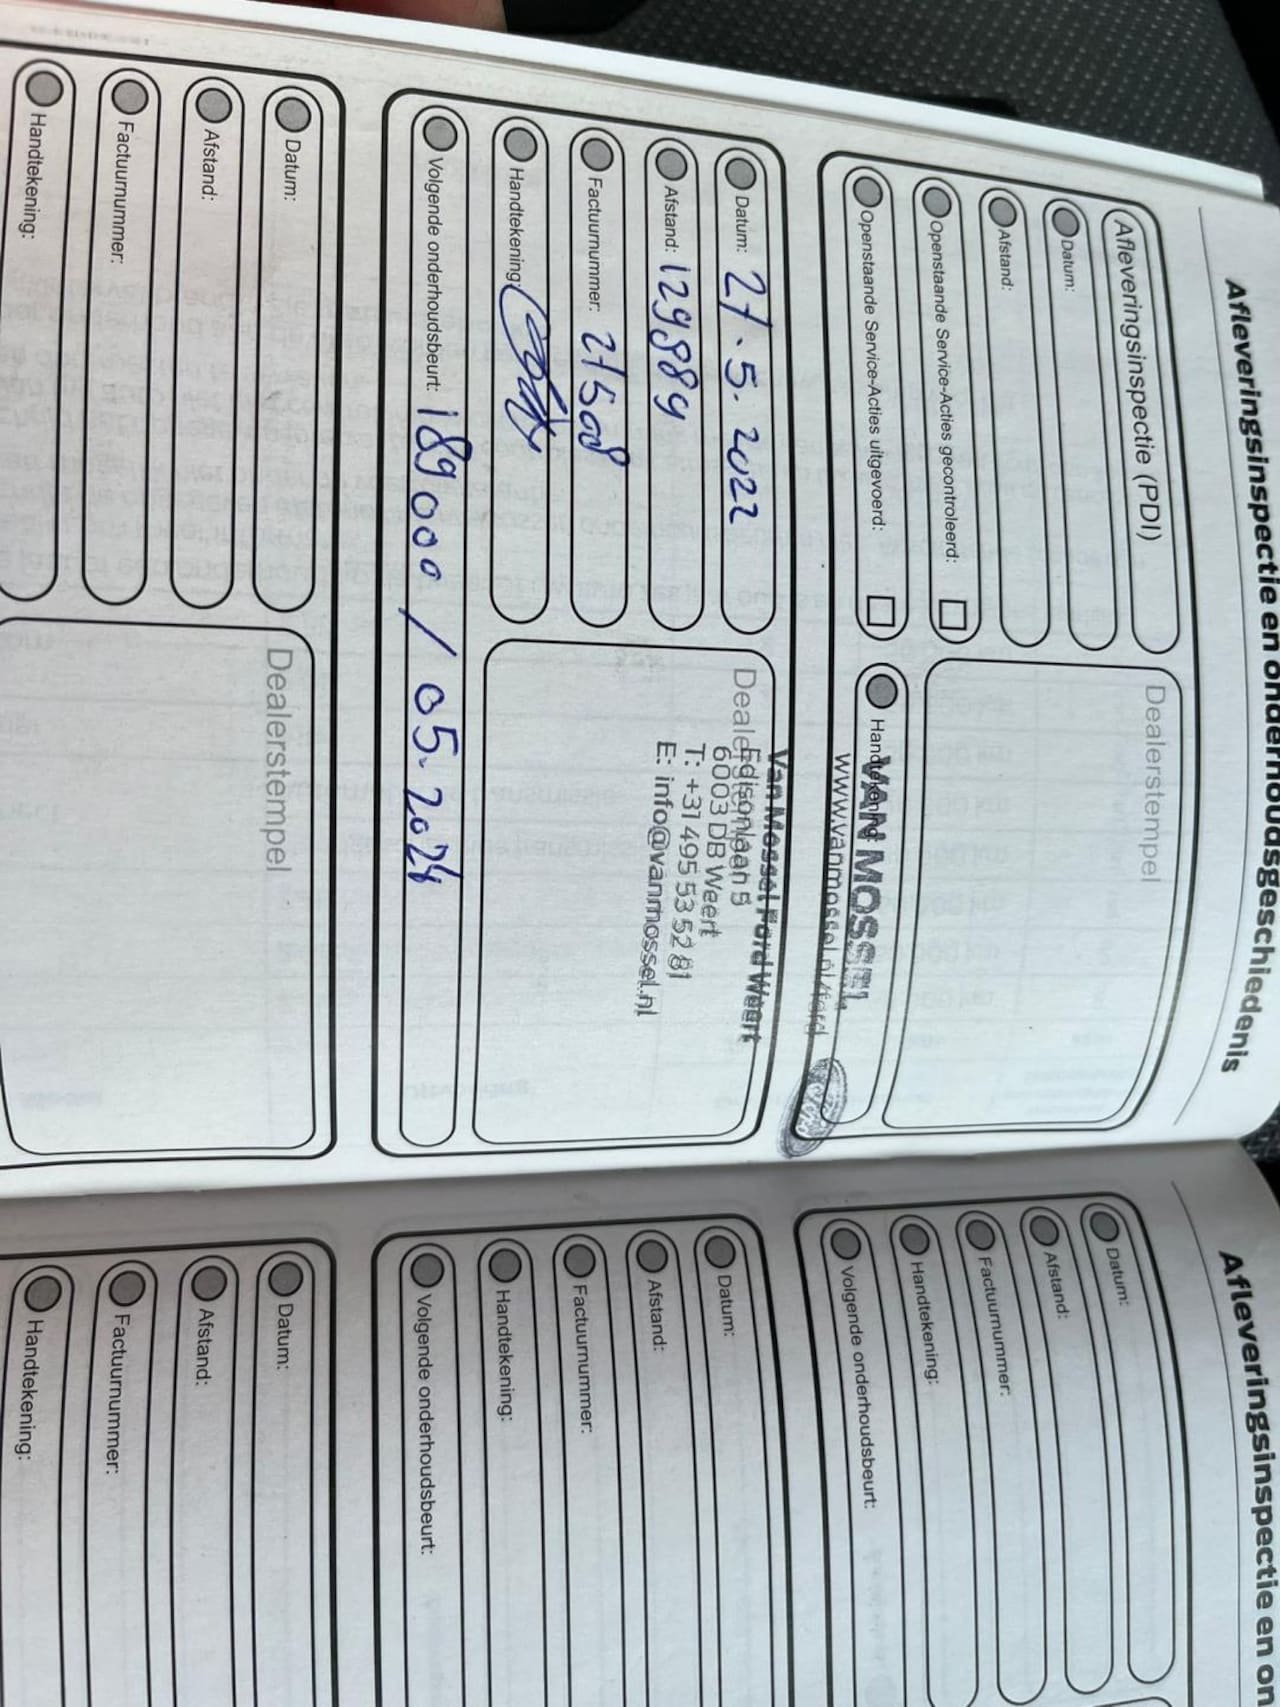 Afleveringsinspectie en onderhoudsgeschiedenis
Afleveringsinspectie (PDI)
Dealerstempel
Datum:
Afstand:
Openstaande Service-Acties gecontroleerd:
Openstaande Service-Acties uitgevoerd:
Handtekening:
VAN MOSSEL
www.vanmossel.nl/ford
Van Mossel Ford Weert
Edisonlaan 5
6003 DB Weert
T: +31 495 53 52 81
E: info@vanmossel.nl
Datum: 27.5.2022
Dealerstempel
Afstand: 129889
Factuurnummer:
Handtekening:
Volgende onderhoudsbeurt: 189000 / 05.2024
Datum:
Dealerstempel
Afstand:
Factuurnummer:
Handtekening:
Afleveringsinspectie en on
Datum:
Afstand:
Factuurnummer:
Handtekening:
Volgende onderhoudsbeurt:
Datum:
Afstand:
Factuurnummer:
Handtekening:
Volgende onderhoudsbeurt:
Datum:
Afstand:
Factuurnummer:
Handtekening: